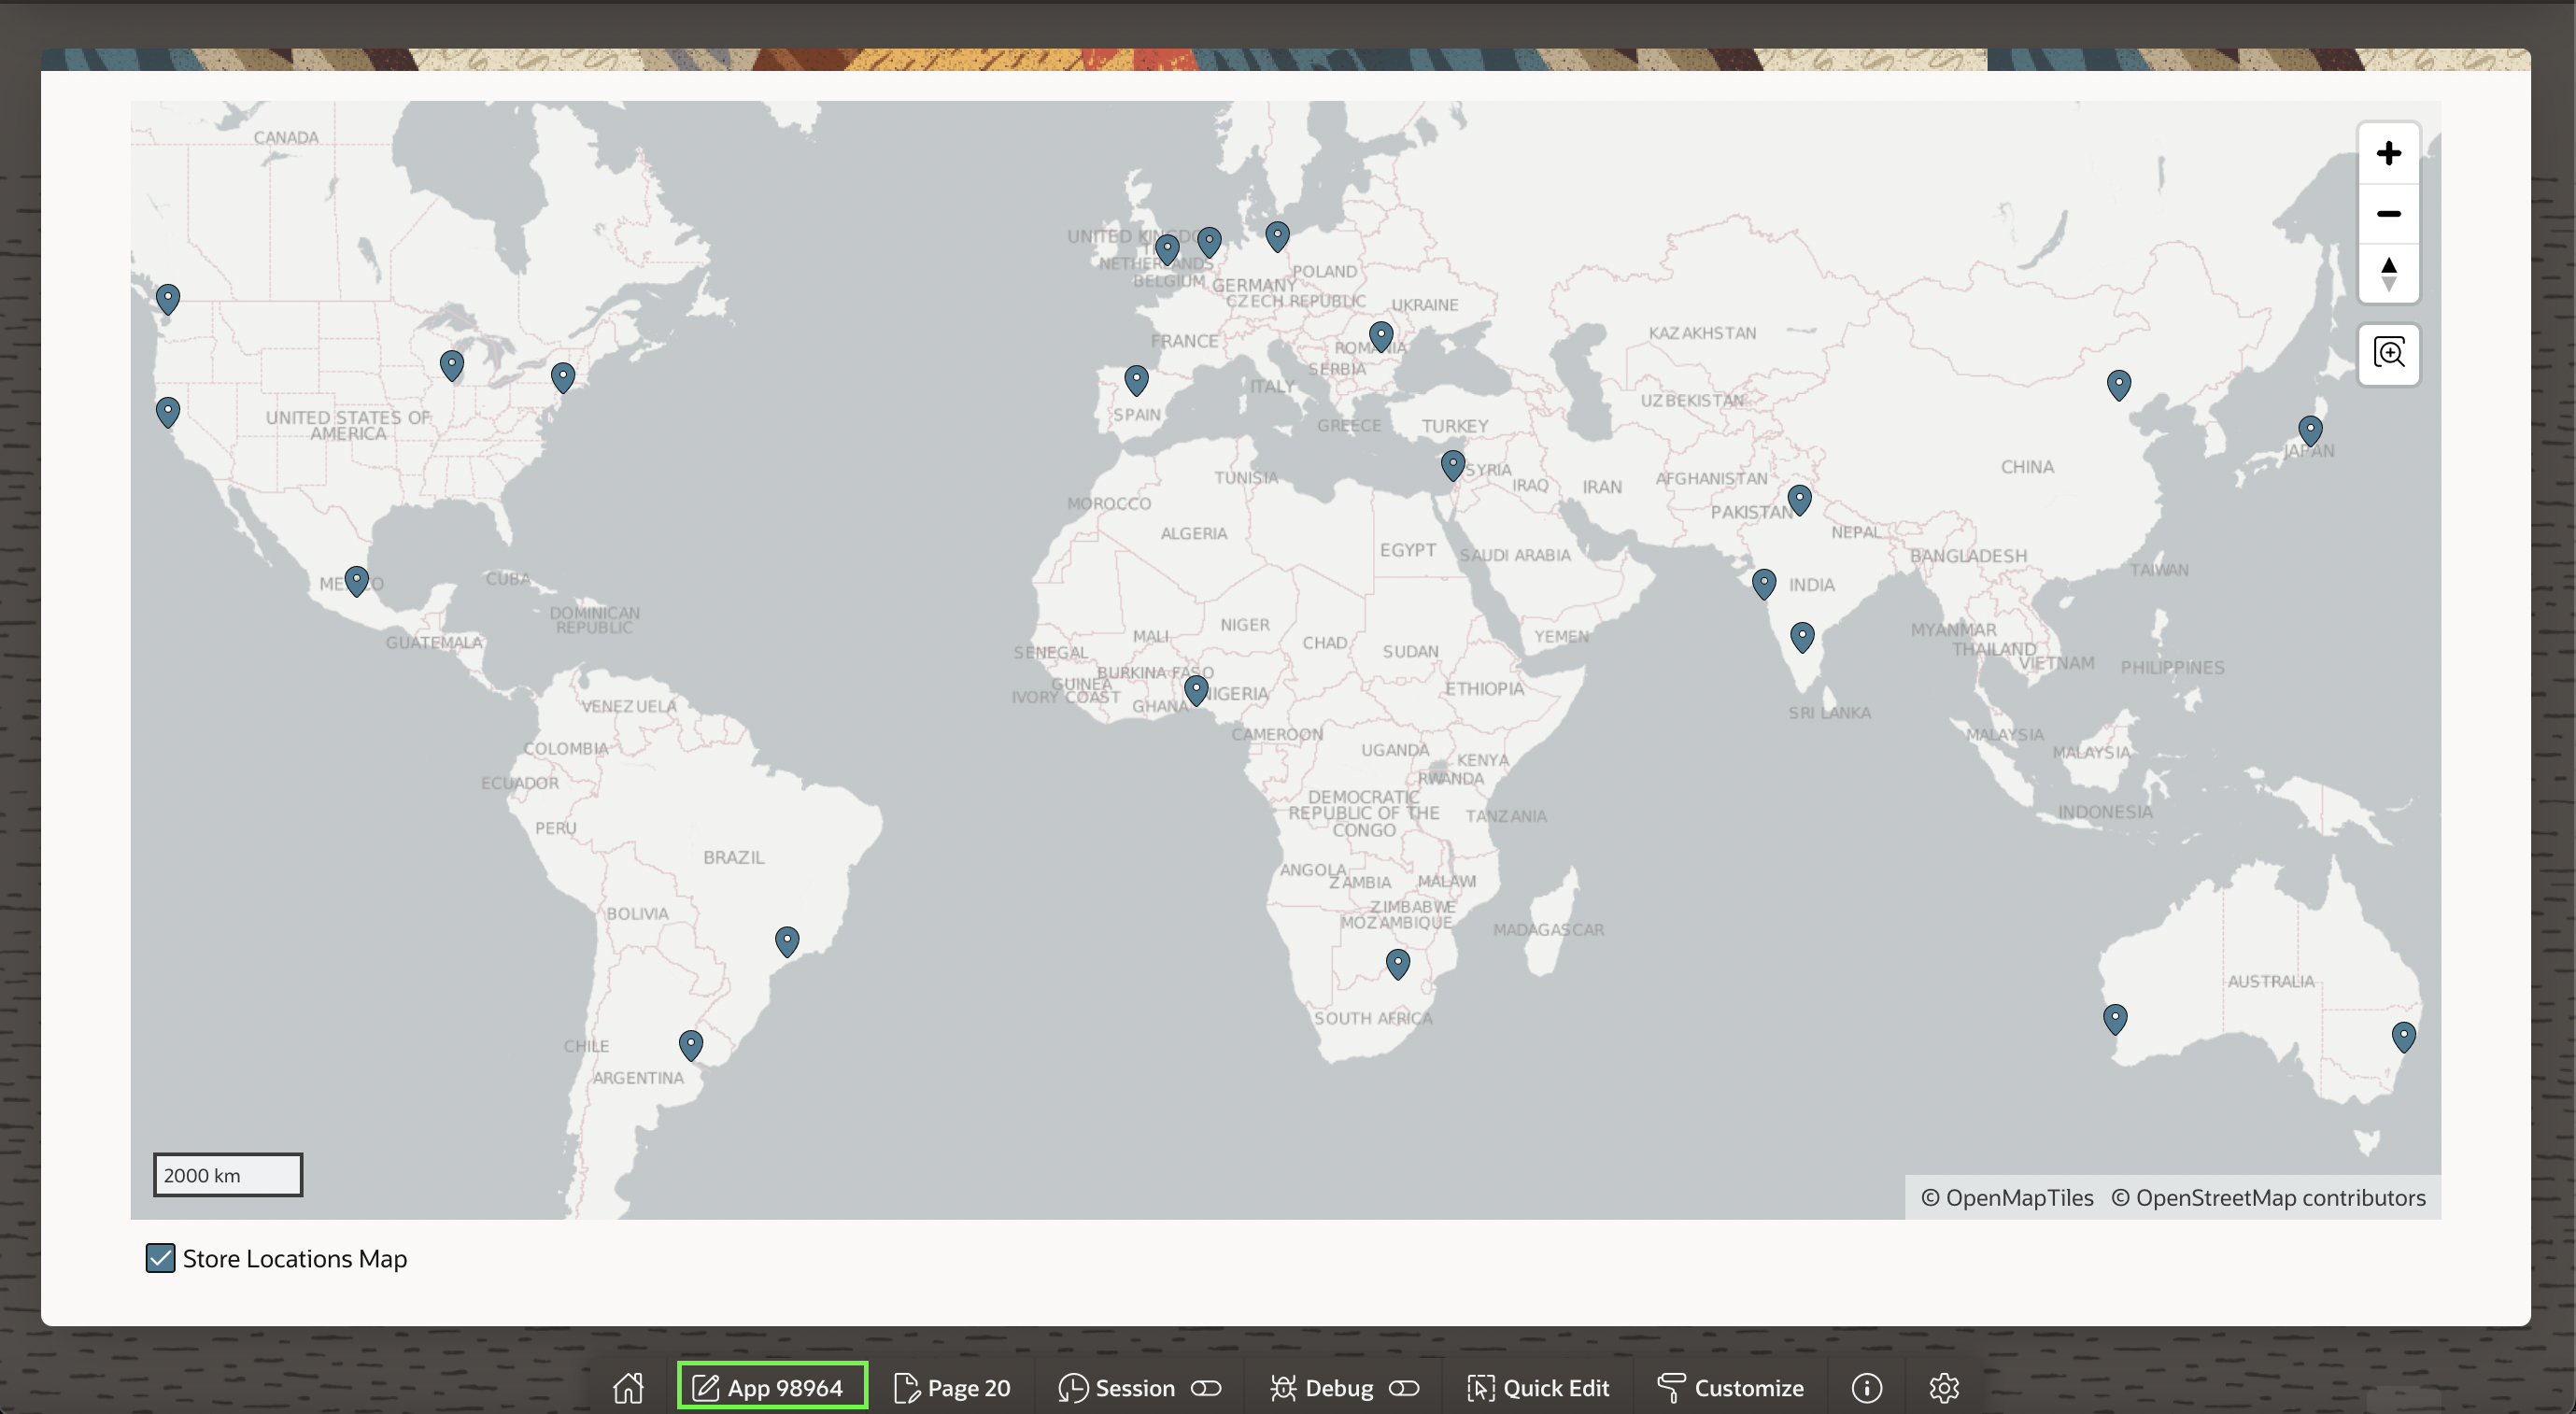 CANADA
UNITED KINGDO
NETHERLANDS
BELGIUM
GERMANY
POLAND
CZECH REPUBLIC
UKRAINE
FRANCE
ROMANIA
SERBIA
KAZAKHSTAN
ITALY
UZBEKISTAN
SPAIN
GREECE
TURKEY
UNITED STATES OF
AMERICA
JAPAN
CHINA
TUNISIA
SYRIA
IRAQ
IRAN
AFGHANISTAN
MOROCCO
PAKISTAN
ALGERIA
NEPAL
EGYPT
SAUDI ARABIA
BANGLADESH
TAIWAN
MEXICO
CUBA
INDIA
DOMINICAN
REPUBLIC
GUATEMALA
MALI
NIGER
CHAD
SUDAN
YEMEN
MYANMAR
THAILAND
VIETNAM
PHILIPPINES
SENEGAL
BURKINA FASO
GUINEA
IVORY COAST
GHANA
NIGERIA
ETHIOPIA
VENEZUELA
SRI LANKA
CAMEROON
UGANDA
KENYA
MALAYSIA
MALAYSIA
COLOMBIA
RWANDA
ECUADOR
DEMOCRATIC
REPUBLIC OF THE
CONGO
TANZANIA
INDONESIA
PERU
BRAZIL
ANGOLA
ZAMBIA
MALAWI
BOLIVIA
ZIMBABWE
MOZAMBIQUE
MADAGASCAR
AUSTRALIA
SOUTH AFRICA
CHILE
ARGENTINA
2000 km
© OpenMapTiles © OpenStreetMap contributors
Store Locations Map
App 98964 Page 20 Session Debug Quick Edit Customize